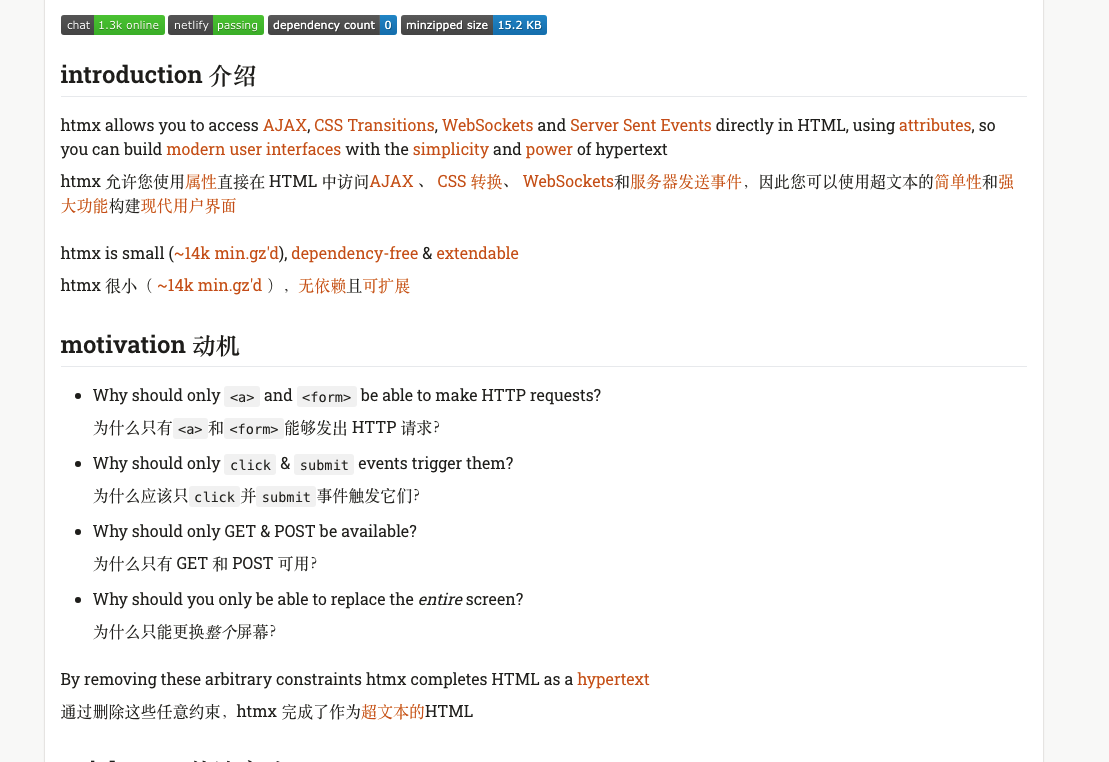 chat 1.3k online netlify passing dependency count 0 minzipped size 15.2 KB
introduction 介绍
htmx allows you to access AJAX, CSS Transitions, WebSockets and Server Sent Events directly in HTML, using attributes, so
you can build modern user interfaces with the simplicity and power of hypertext
htmx 允许您使用属性直接在 HTML 中访问AJAX 、 CSS 转换、 WebSockets和服务器发送事件，因此您可以使用超文本的简单性和强
大功能构建现代用户界面
htmx is small (~14k min.gz'd), dependency-free & extendable
htmx 很小（ ~14k min.gz'd ），无依赖且可扩展
motivation 动机
Why should only <a> and <form> be able to make HTTP requests?
为什么只有<a>和<form>能够发出 HTTP 请求？
Why should only click & submit events trigger them?
为什么应该只click并submit事件触发它们？
Why should only GET & POST be available?
为什么只有 GET 和 POST 可用？
Why should you only be able to replace the entire screen?
为什么只能更换整个屏幕？
By removing these arbitrary constraints htmx completes HTML as a hypertext
通过删除这些任意约束，htmx 完成了作为超文本的HTML